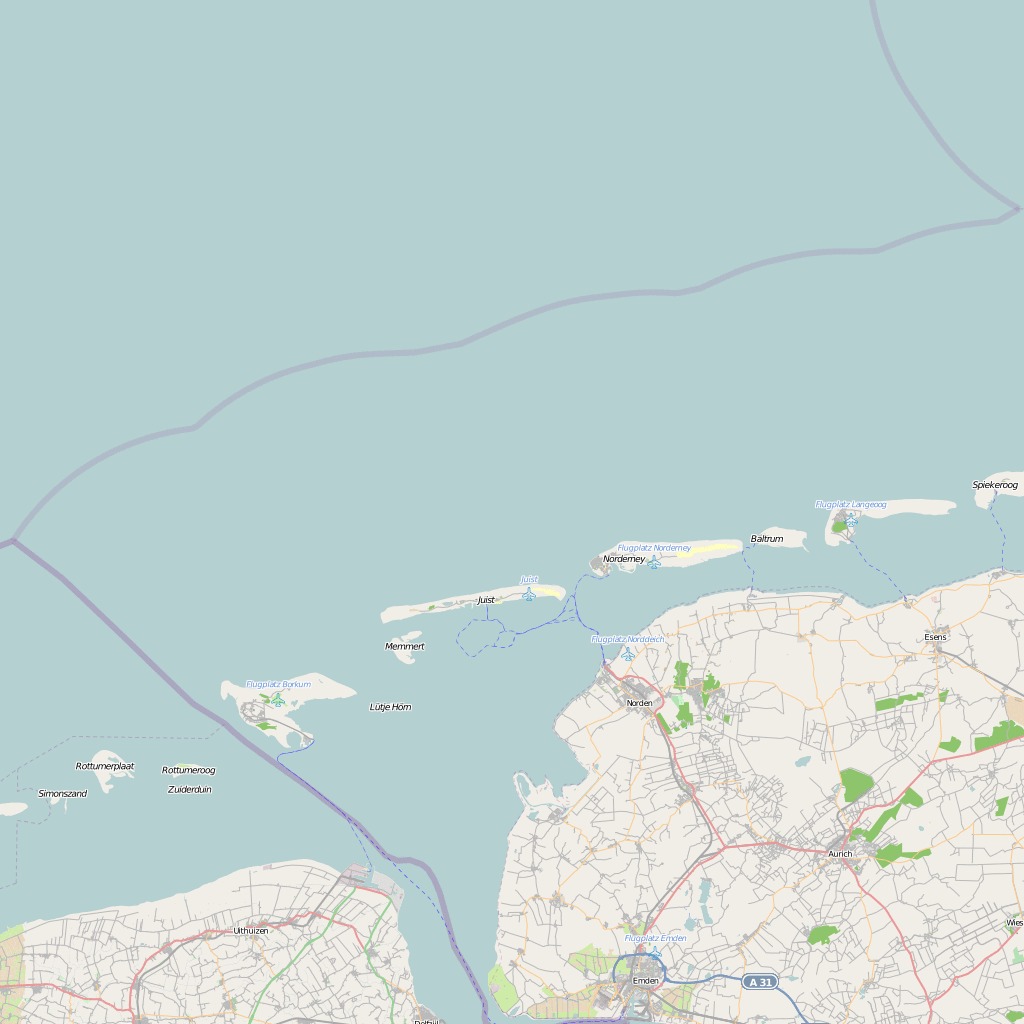 Spiekeroog
Flugplatz Langeoog
Baltrum
Flugplatz Norderney
Norderney
Juist
Juist
Flugplatz Norddeich
Esens
Memmert
Flugplatz Borkum
Norden
Lütje Hörn
Rottumerplaat
Rottumeroog
Simonszand
Zuiderduin
Aurich
Uithuizen
Wies
Flugplatz Emden
Emden
A 31